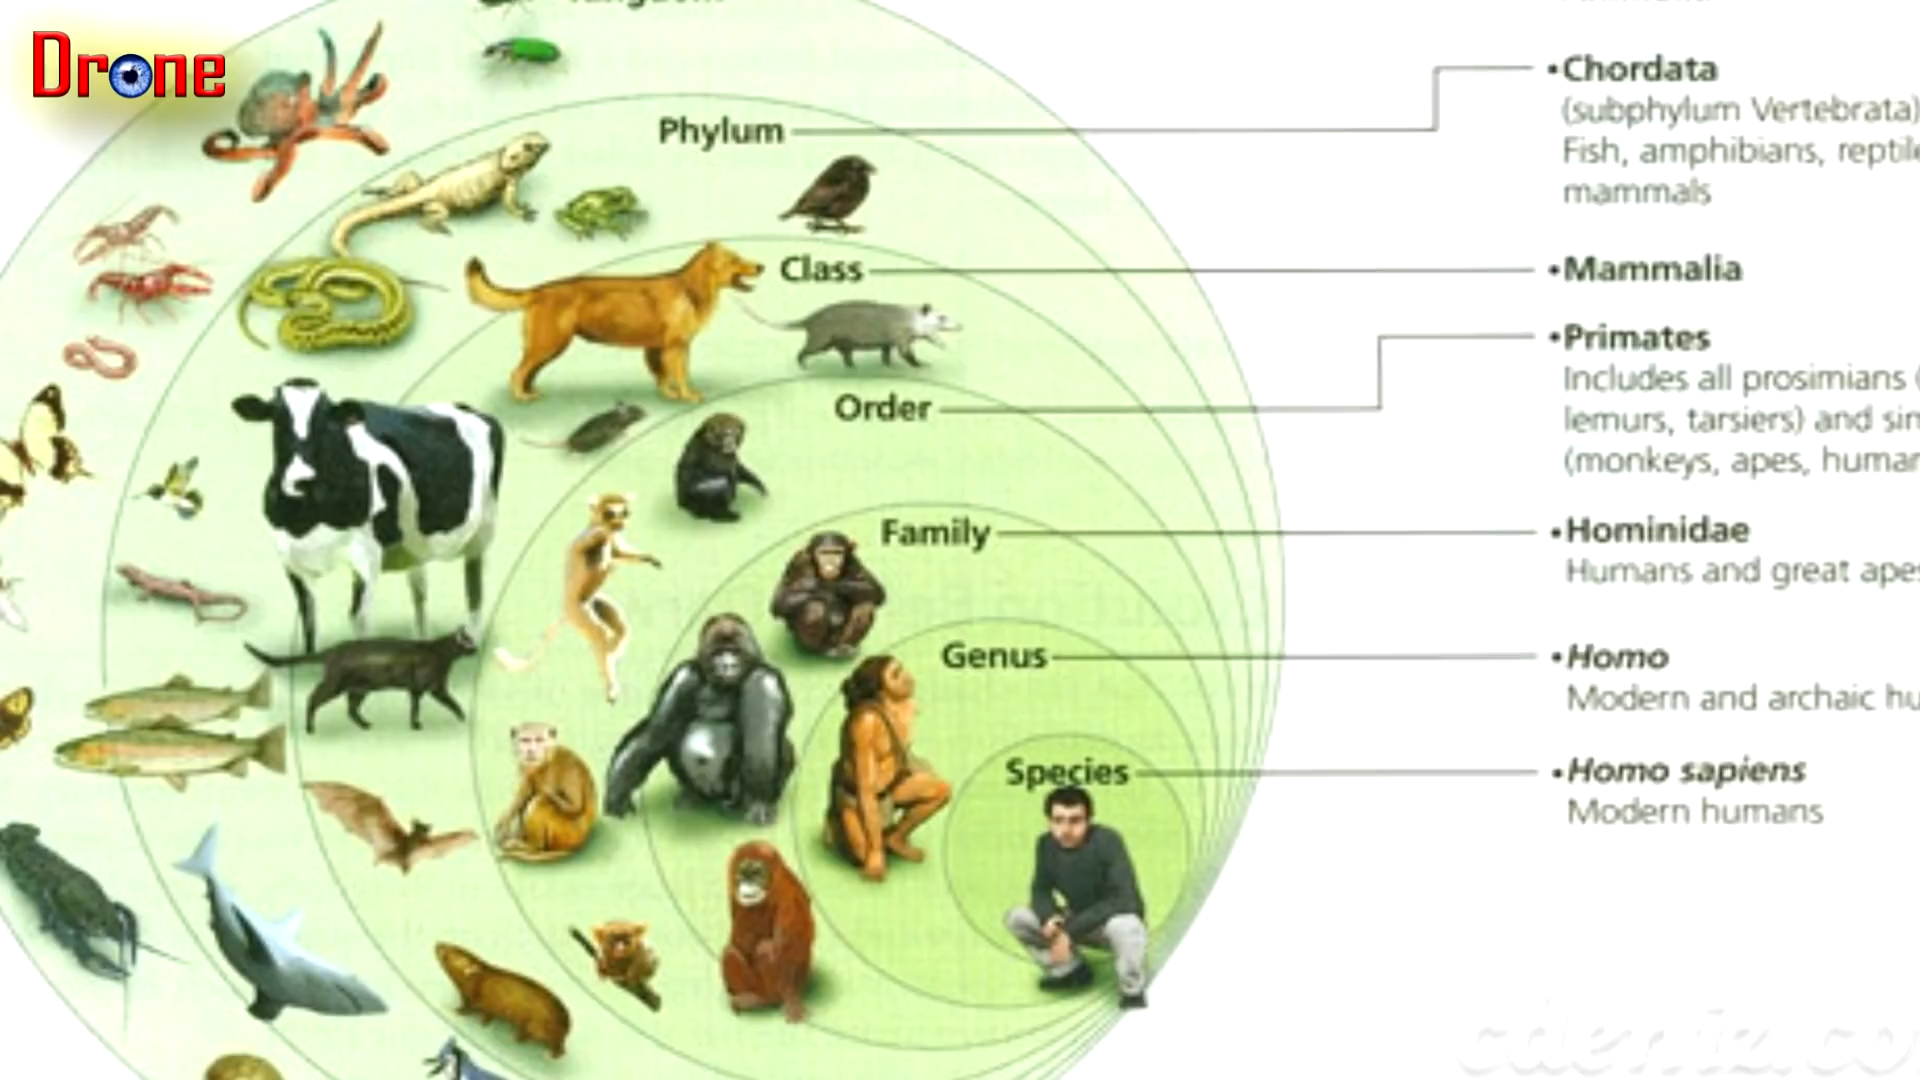 Drone
Phylum
Class
Order
Family
Genus
Species
•Chordata
(subphylum Vertebrata)
Fish, amphibians, reptile
mammals
•Mammalia
•Primates
Includes all prosimians (
lemurs, tarsiers) and sin
(monkeys, apes, humar
•Hominidae
Humans and great apes
•Homo
Modern and archaic hu
•Homo sapiens
Modern humans